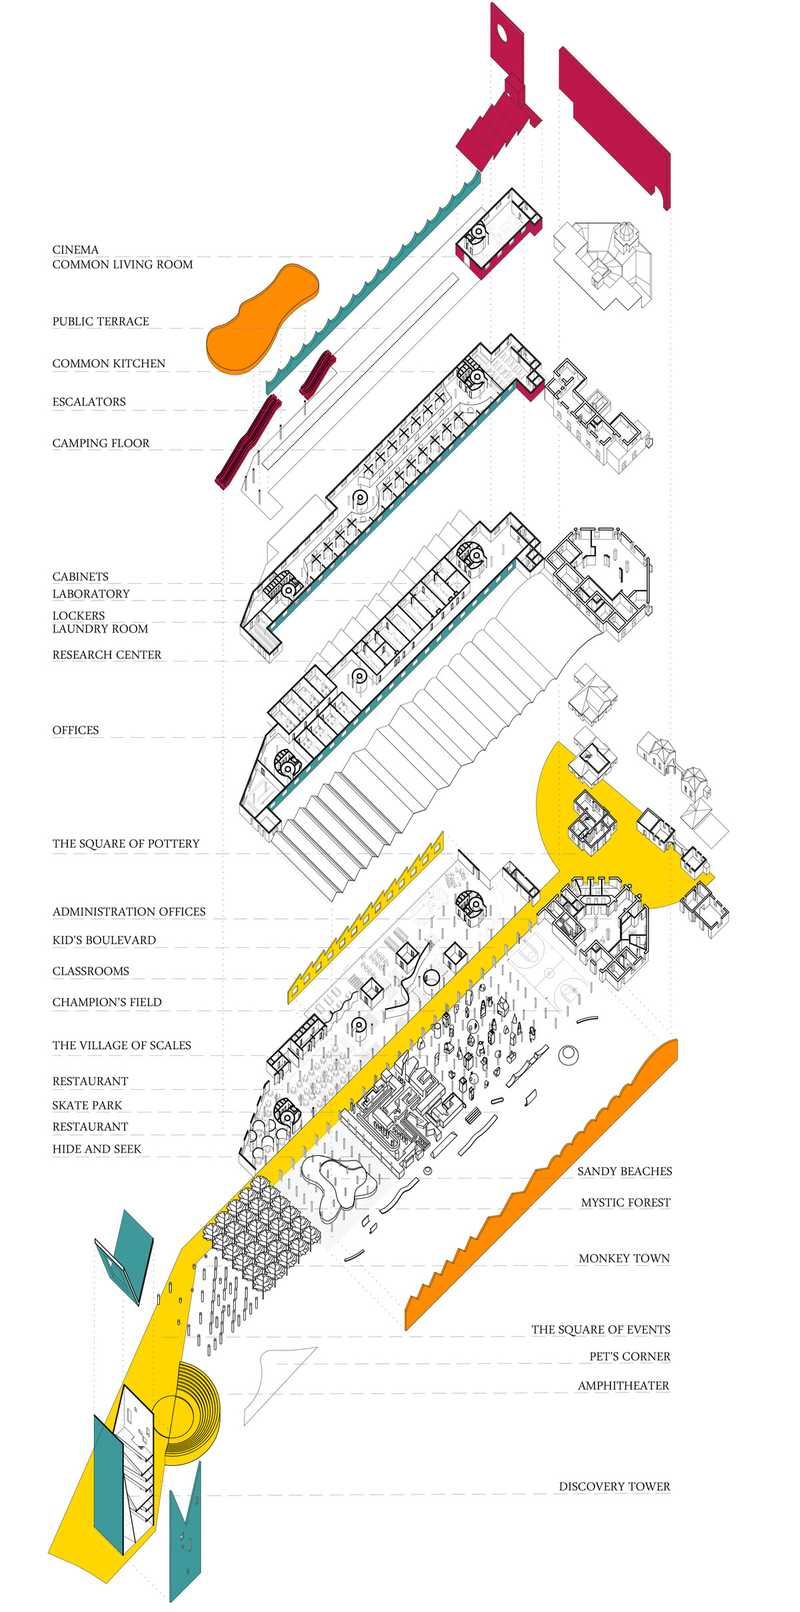 CINEMA
COMMON LIVING ROOM
PUBLIC TERRACE
COMMON KITCHEN
ESCALATORS
CAMPING FLOOR
CABINETS
LABORATORY
LOCKERS
LAUNDRY ROOM
RESEARCH CENTER
OFFICES
THE SQUARE OF POTTERY
ADMINISTRATION OFFICES
KID'S BOULEVARD
CLASSROOMS
CHAMPION'S FIELD
THE VILLAGE OF SCALES
RESTAURANT
SKATE PARK
RESTAURANT
HIDE AND SEEK
SANDY BEACHES
MYSTIC FOREST
MONKEY TOWN
THE SQUARE OF EVENTS
PET'S CORNER
AMPHITHEATER
DISCOVERY TOWER